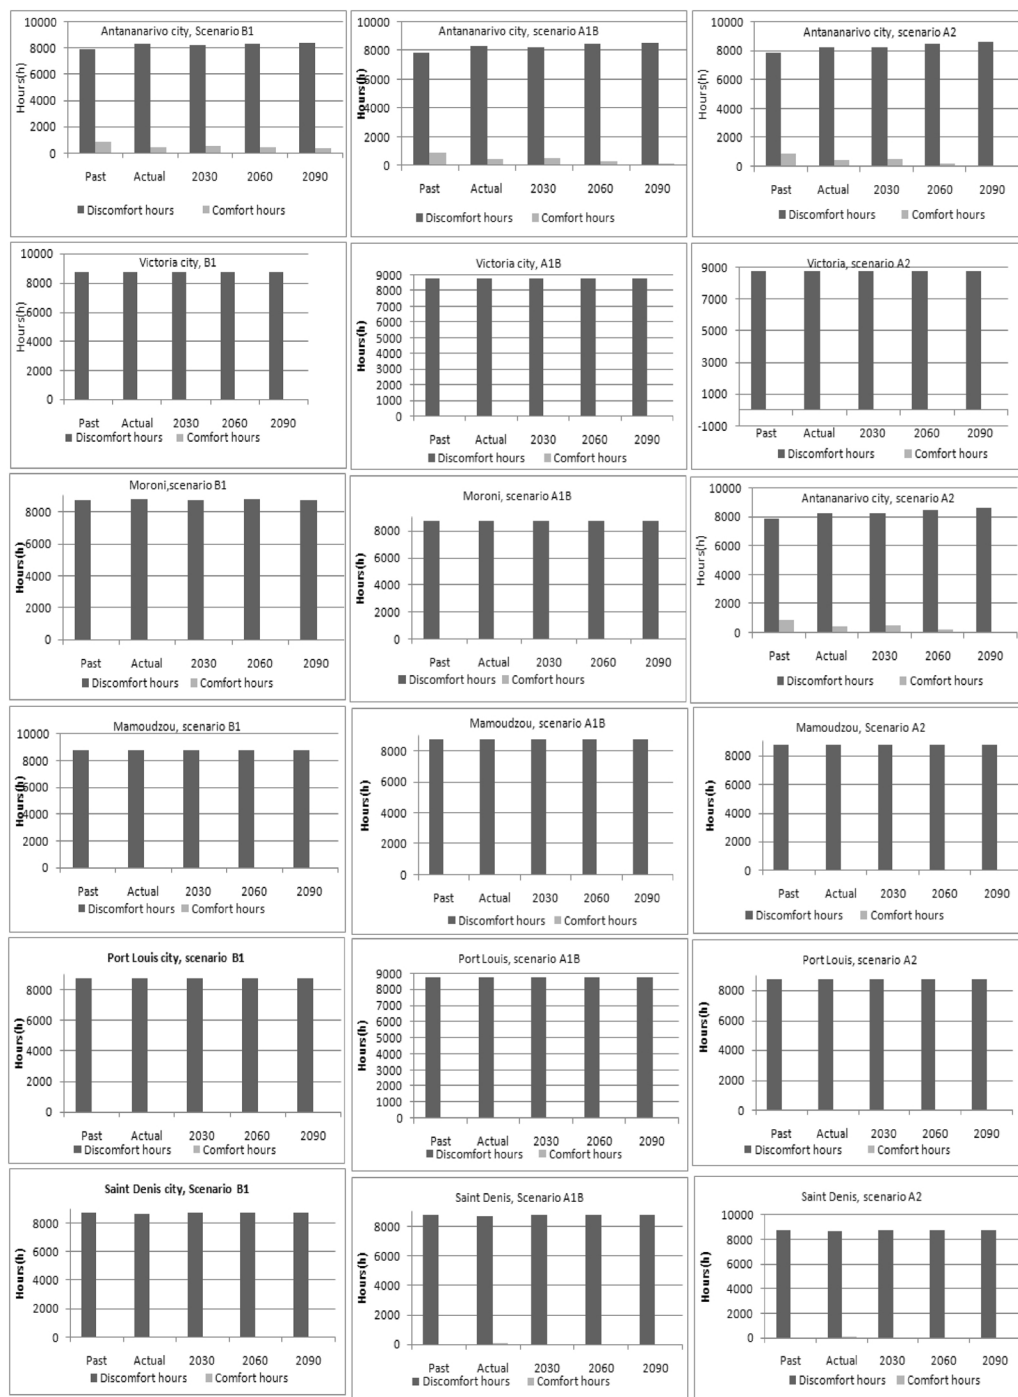 Antananarivo city, Scenario B1
10000
8000
6000
4000
2000
0
Hours(h)
Past Actual 2030 2060 2090
Discomfort hours Comfort hours
Antananarivo city, scenario A1B
10000
8000
6000
4000
2000
0
Hours(h)
Past Actual 2030 2060 2090
Discomfort hours Comfort hours
Antananarivo city, scenario A2
10000
8000
6000
4000
2000
0
Hours(h)
Past Actual 2030 2060 2090
Discomfort hours Comfort hours
Victoria city, B1
10000
8000
6000
4000
2000
0
Hours(h)
Past Actual 2030 2060 2090
Discomfort hours Comfort hours
Victoria city, A1B
9000
8000
7000
6000
5000
4000
3000
2000
1000
0
Hours(h)
Past Actual 2030 2060 2090
Discomfort hours Comfort hours
Victoria, scenario A2
9000
7000
5000
3000
1000
-1000
Hours(h)
Past Actual 2030 2060 2090
Discomfort hours Comfort hours
Moroni,scenario B1
8000
6000
4000
2000
0
Hours(h)
Past Actual 2030 2060 2090
Discomfort hours Comfort hours
Moroni, scenario A1B
8000
6000
4000
2000
0
Hours(h)
Past Actual 2030 2060 2090
Discomfort hours Comfort hours
Antananarivo city, scenario A2
10000
8000
6000
4000
2000
0
Hours(h)
Past Actual 2030 2060 2090
Discomfort hours Comfort hours
Mamoudzou, scenario B1
10000
8000
6000
4000
2000
0
Hours(h)
Past Actual 2030 2060 2090
Discomfort hours Comfort hours
Mamoudzou, scenario A1B
8000
6000
4000
2000
0
Hours(h)
Past Actual 2030 2060 2090
Discomfort hours Comfort hours
Mamoudzou, Scenario A2
8000
6000
4000
2000
0
Hours(h)
Past Actual 2030 2060 2090
Discomfort hours Comfort hours
Port Louis city, scenario B1
8000
6000
4000
2000
0
Hours(h)
Past Actual 2030 2060 2090
Discomfort hours Comfort hours
Port Louis, scenario A1B
9000
8000
7000
6000
5000
4000
3000
2000
1000
0
Hours(h)
Past Actual 2030 2060 2090
Discomfort hours Comfort hours
Port Louis, scenario A2
8000
6000
4000
2000
0
Hours(h)
Past Actual 2030 2060 2090
Discomfort hours Comfort hours
Saint Denis city, Scenario B1
8000
6000
4000
2000
0
Hours(h)
Past Actual 2030 2060 2090
Discomfort hours Comfort hours
Saint Denis, Scenario A1B
8000
6000
4000
2000
0
Hours(h)
Past Actual 2030 2060 2090
Discomfort hours Comfort hours
Saint Denis, scenario A2
10000
8000
6000
4000
2000
0
Hours(h)
Past Actual 2030 2060 2090
Discomfort hours Comfort hours